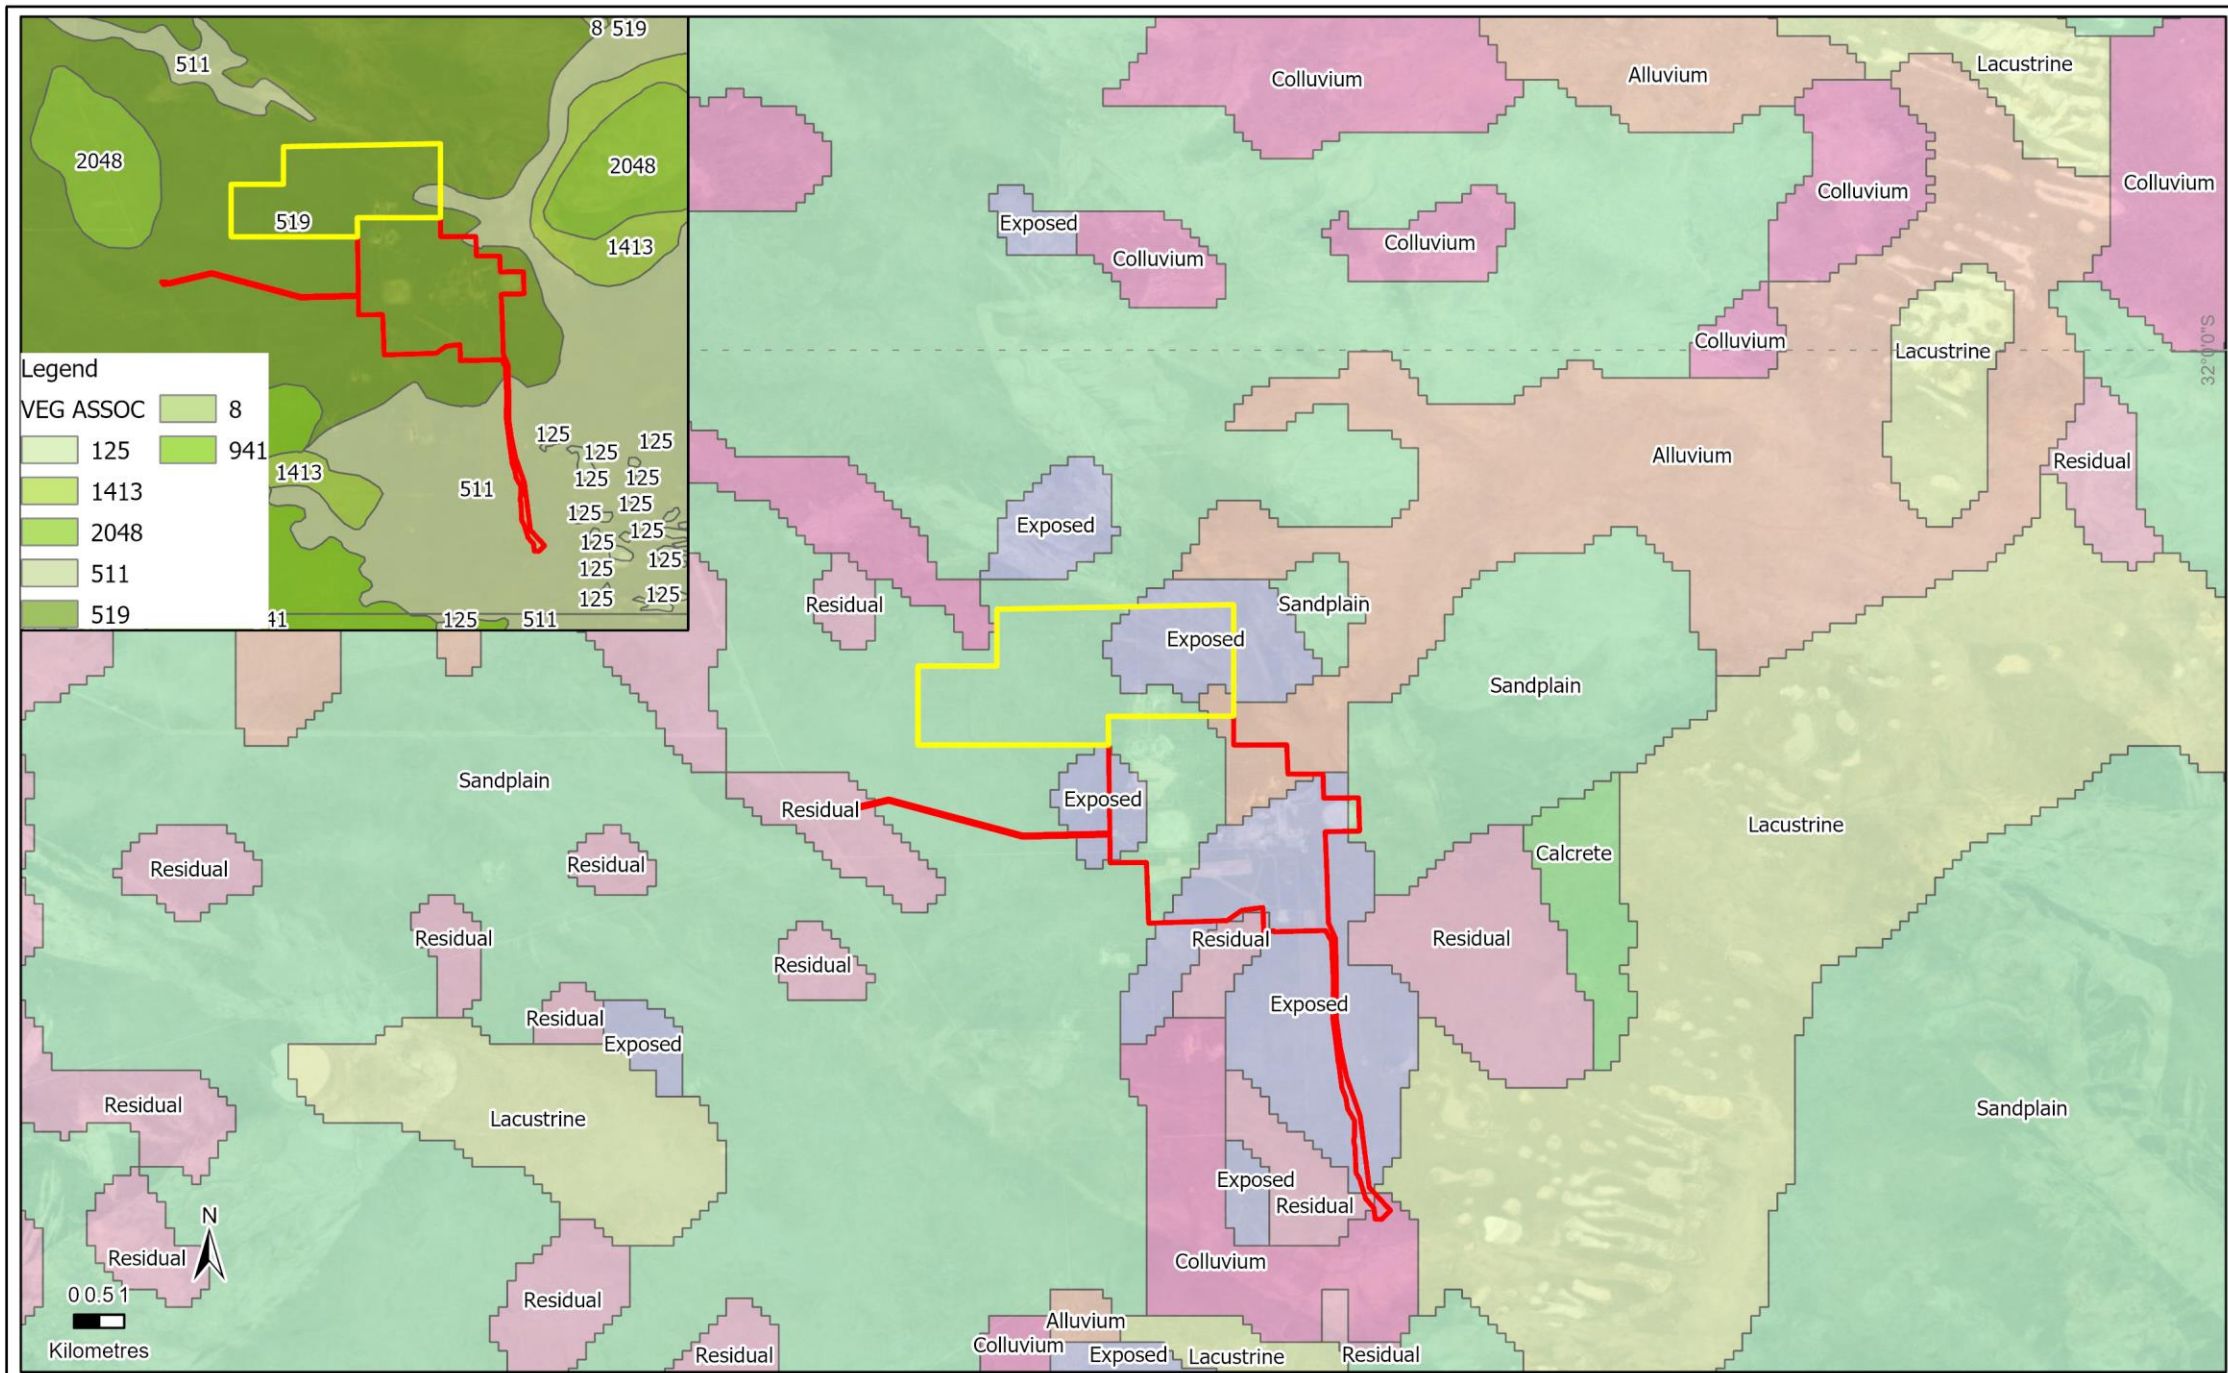 8 519
511
2048
2048
519
1413
Legend
VEG ASSOC
8
125
941
1413
2048
511
519
1413
511
125
125
125
125
125
125
125
125
125
125
125
125
125
41
125
511
Colluvium
Alluvium
Lacustrine
Colluvium
Colluvium
Exposed
Colluvium
Colluvium
Colluvium
Lacustrine
32°0'0"S
Alluvium
Residual
Exposed
Residual
Sandplain
Exposed
Sandplain
Sandplain
Residual
Exposed
Lacustrine
Calcrete
Residual
Residual
Residual
Residual
Residual
Residual
Exposed
Residual
Exposed
Residual
Lacustrine
Sandplain
Exposed
Residual
N
Residual
Colluvium
0 0.5 1
Kilometres
Residual
Alluvium
Colluvium
Residual
Exposed
Lacustrine
Residual